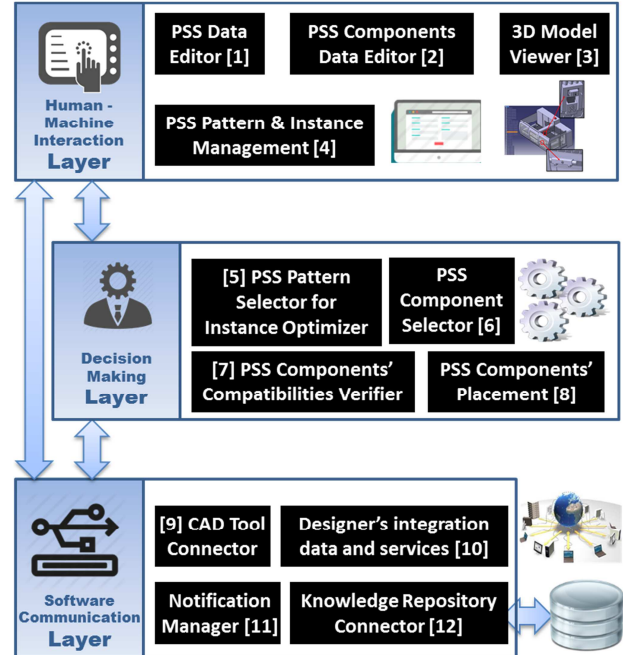 Human -
Machine
Interaction
Layer
PSS Data
Editor [1]
PSS Components
Data Editor [2]
3D Model
Viewer [3]
PSS Pattern & Instance
Management [4]
Decision
Making
Layer
[5] PSS Pattern
Selector for
Instance Optimizer
PSS
Component
Selector [6]
[7] PSS Components’
Compatibilities Verifier
PSS Components’
Placement [8]
Software
Communication
Layer
[9] CAD Tool
Connector
Designer’s integration
data and services [10]
Notification
Manager [11]
Knowledge Repository
Connector [12]